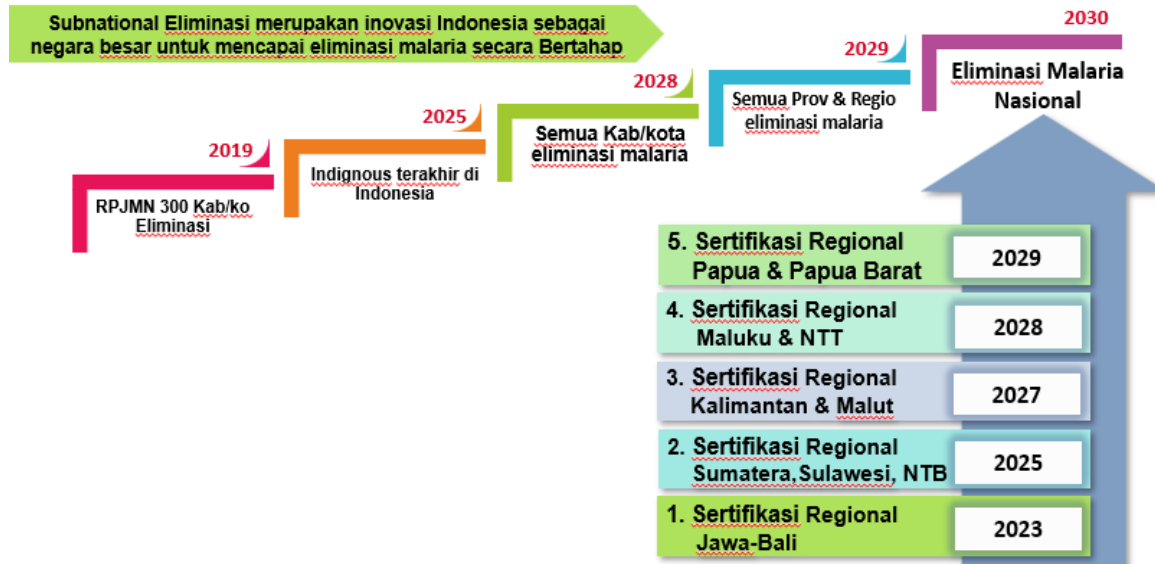 Subnational Eliminasi merupakan inovasi Indonesia sebagai
negara besar untuk mencapai eliminasi malaria secara Bertahap
2019
RPJMN 300 Kab/ko
Eliminasi
2025
Indignous terakhir di
Indonesia
2028
Semua Kab/kota
eliminasi malaria
2029
Semua Prov & Regio
eliminasi malaria
2030
Eliminasi Malaria
Nasional
5. Sertifikasi Regional
Papua & Papua Barat
2029
4. Sertifikasi Regional
Maluku & NTT
2028
3. Sertifikasi Regional
Kalimantan & Malut
2027
2. Sertifikasi Regional
Sumatera,Sulawesi, NTB
2025
1. Sertifikasi Regional
Jawa-Bali
2023